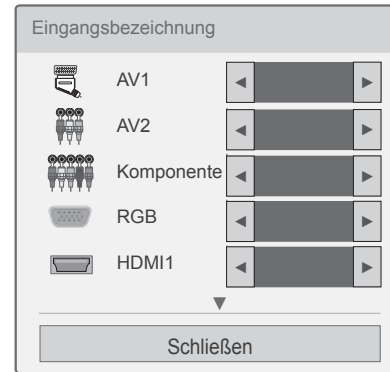 Eingangsbezeichnung
AV1
AV2
Komponente
RGB
HDMI1
Schließen